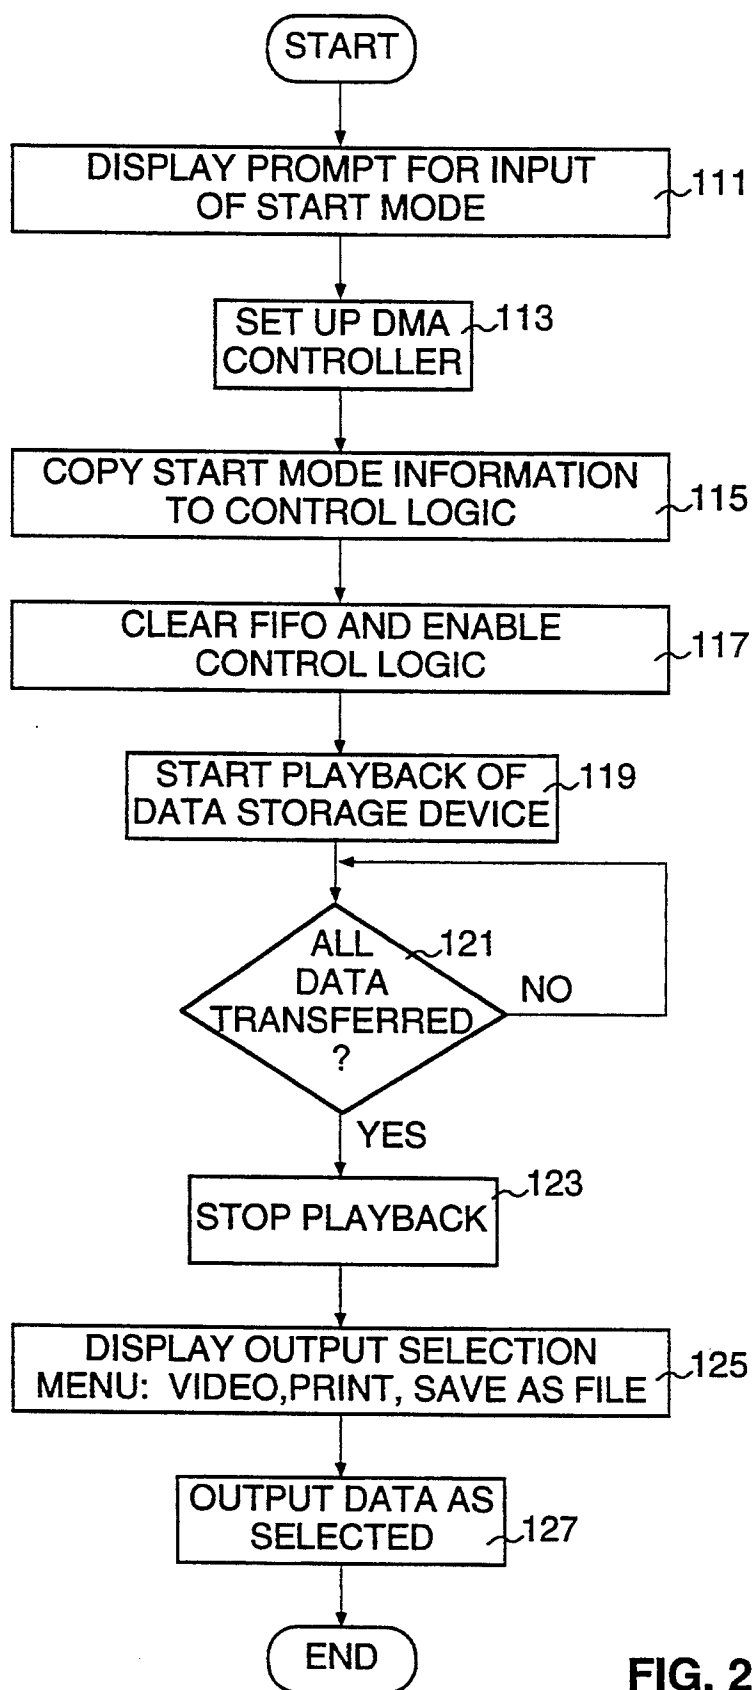 START
DISPLAY PROMPT FOR INPUT
OF START MODE
111
SET UP DMA
CONTROLLER
113
COPY START MODE INFORMATION
TO CONTROL LOGIC
115
CLEAR FIFO AND ENABLE
CONTROL LOGIC
117
START PLAYBACK OF
DATA STORAGE DEVICE
119
ALL
DATA
TRANSFERRED
?
121
NO
YES
STOP PLAYBACK
123
DISPLAY OUTPUT SELECTION
MENU: VIDEO,PRINT, SAVE AS FILE
125
OUTPUT DATA AS
SELECTED
127
END
FIG. 2